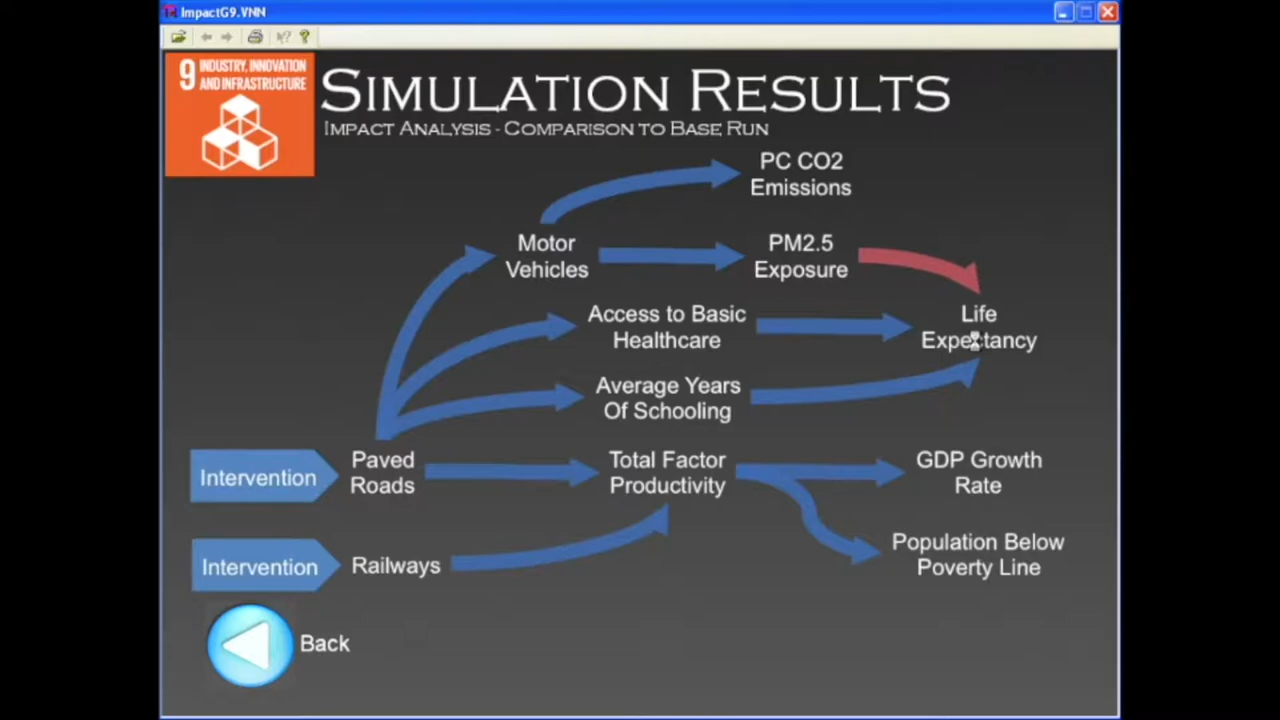 ImpactG9.VNN
9 INDUSTRY, INNOVATION
AND INFRASTRUCTURE
SIMULATION RESULTS
IMPACT ANALYSIS - COMPARISON TO BASE RUN
PC CO2
Emissions
Motor
Vehicles
PM2.5
Exposure
Access to Basic
Healthcare
Life
Expectancy
Average Years
Of Schooling
Intervention
Paved
Roads
Total Factor
Productivity
GDP Growth
Rate
Intervention
Railways
Population Below
Poverty Line
Back